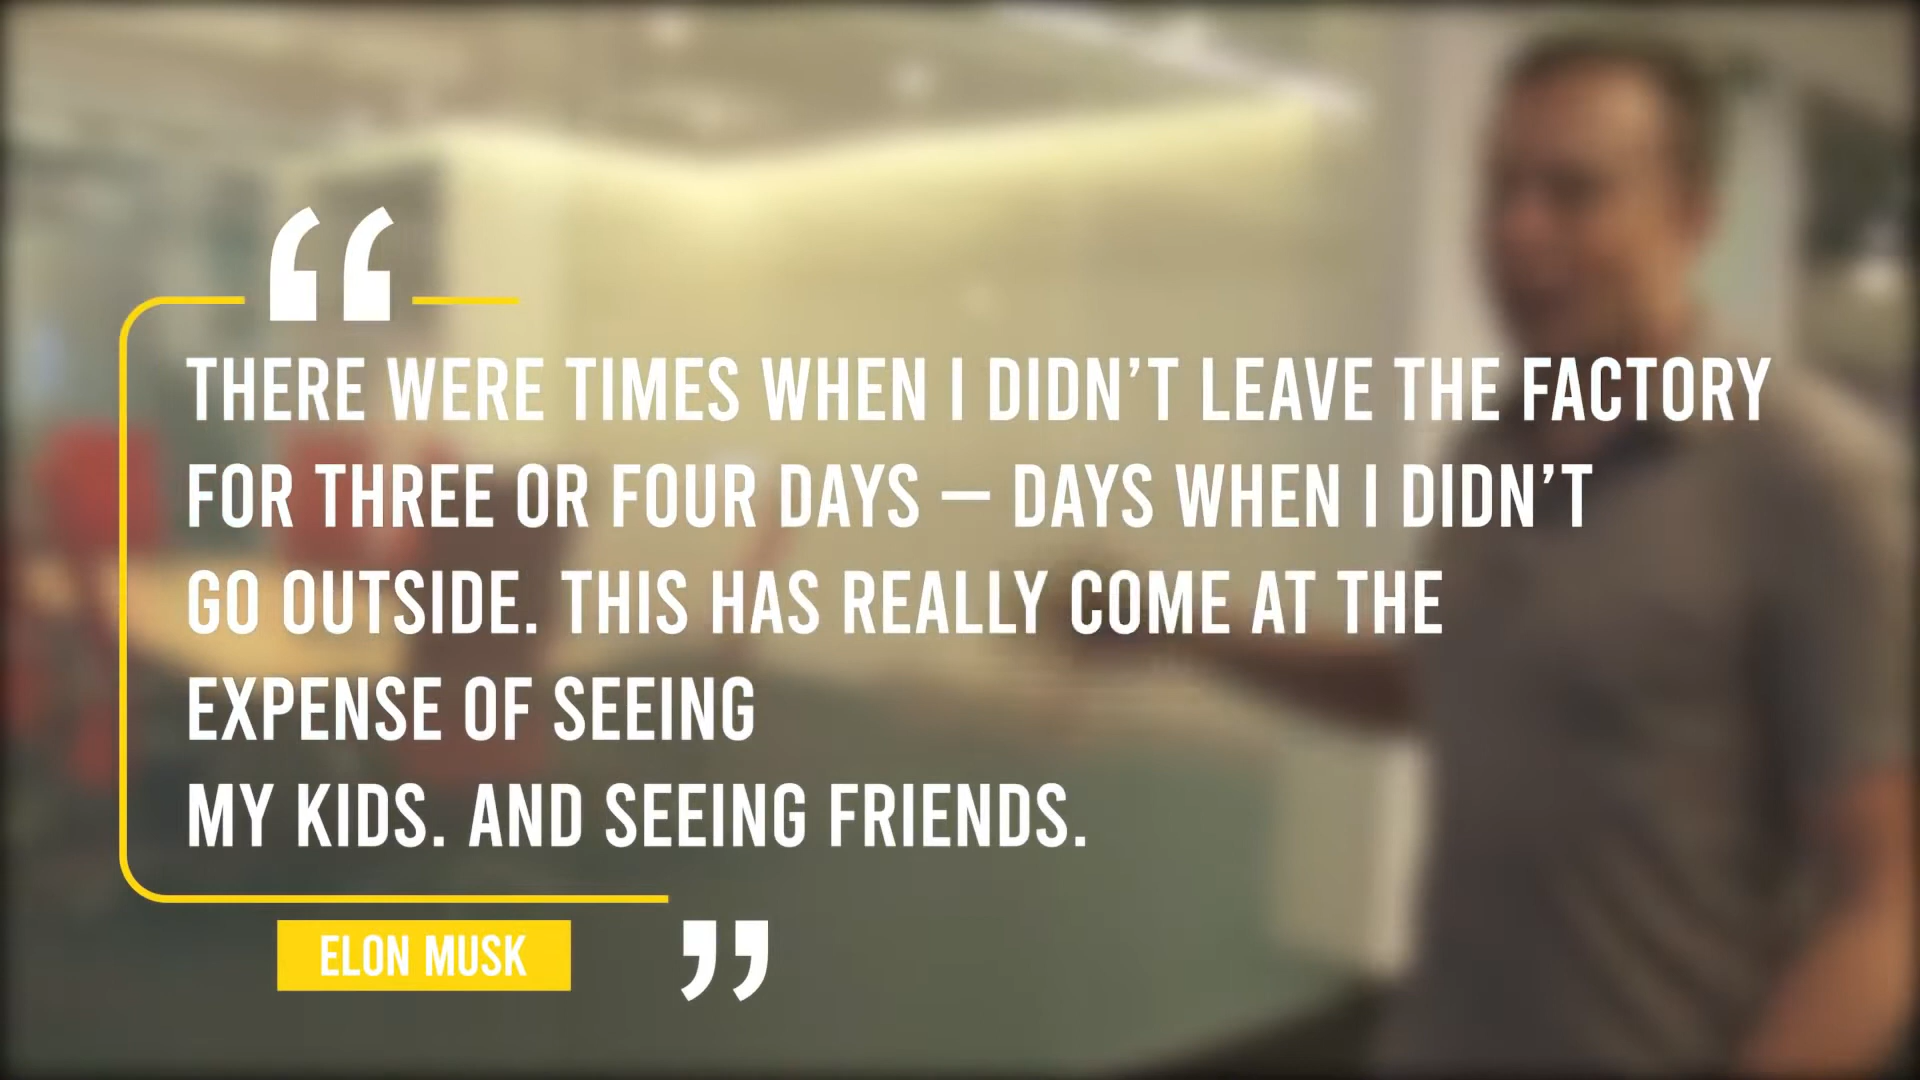 “
THERE WERE TIMES WHEN I DIDN’T LEAVE THE FACTORY
FOR THREE OR FOUR DAYS – DAYS WHEN I DIDN’T
GO OUTSIDE. THIS HAS REALLY COME AT THE
EXPENSE OF SEEING
MY KIDS. AND SEEING FRIENDS.
”
ELON MUSK